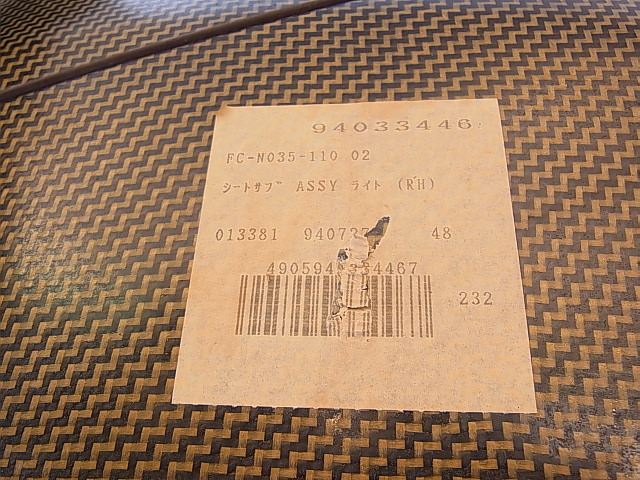 94033446
FC-N035-110 02
ｼｰﾄｻﾌﾞ ASSY ﾗｲﾄ (RH)
013381 48
232